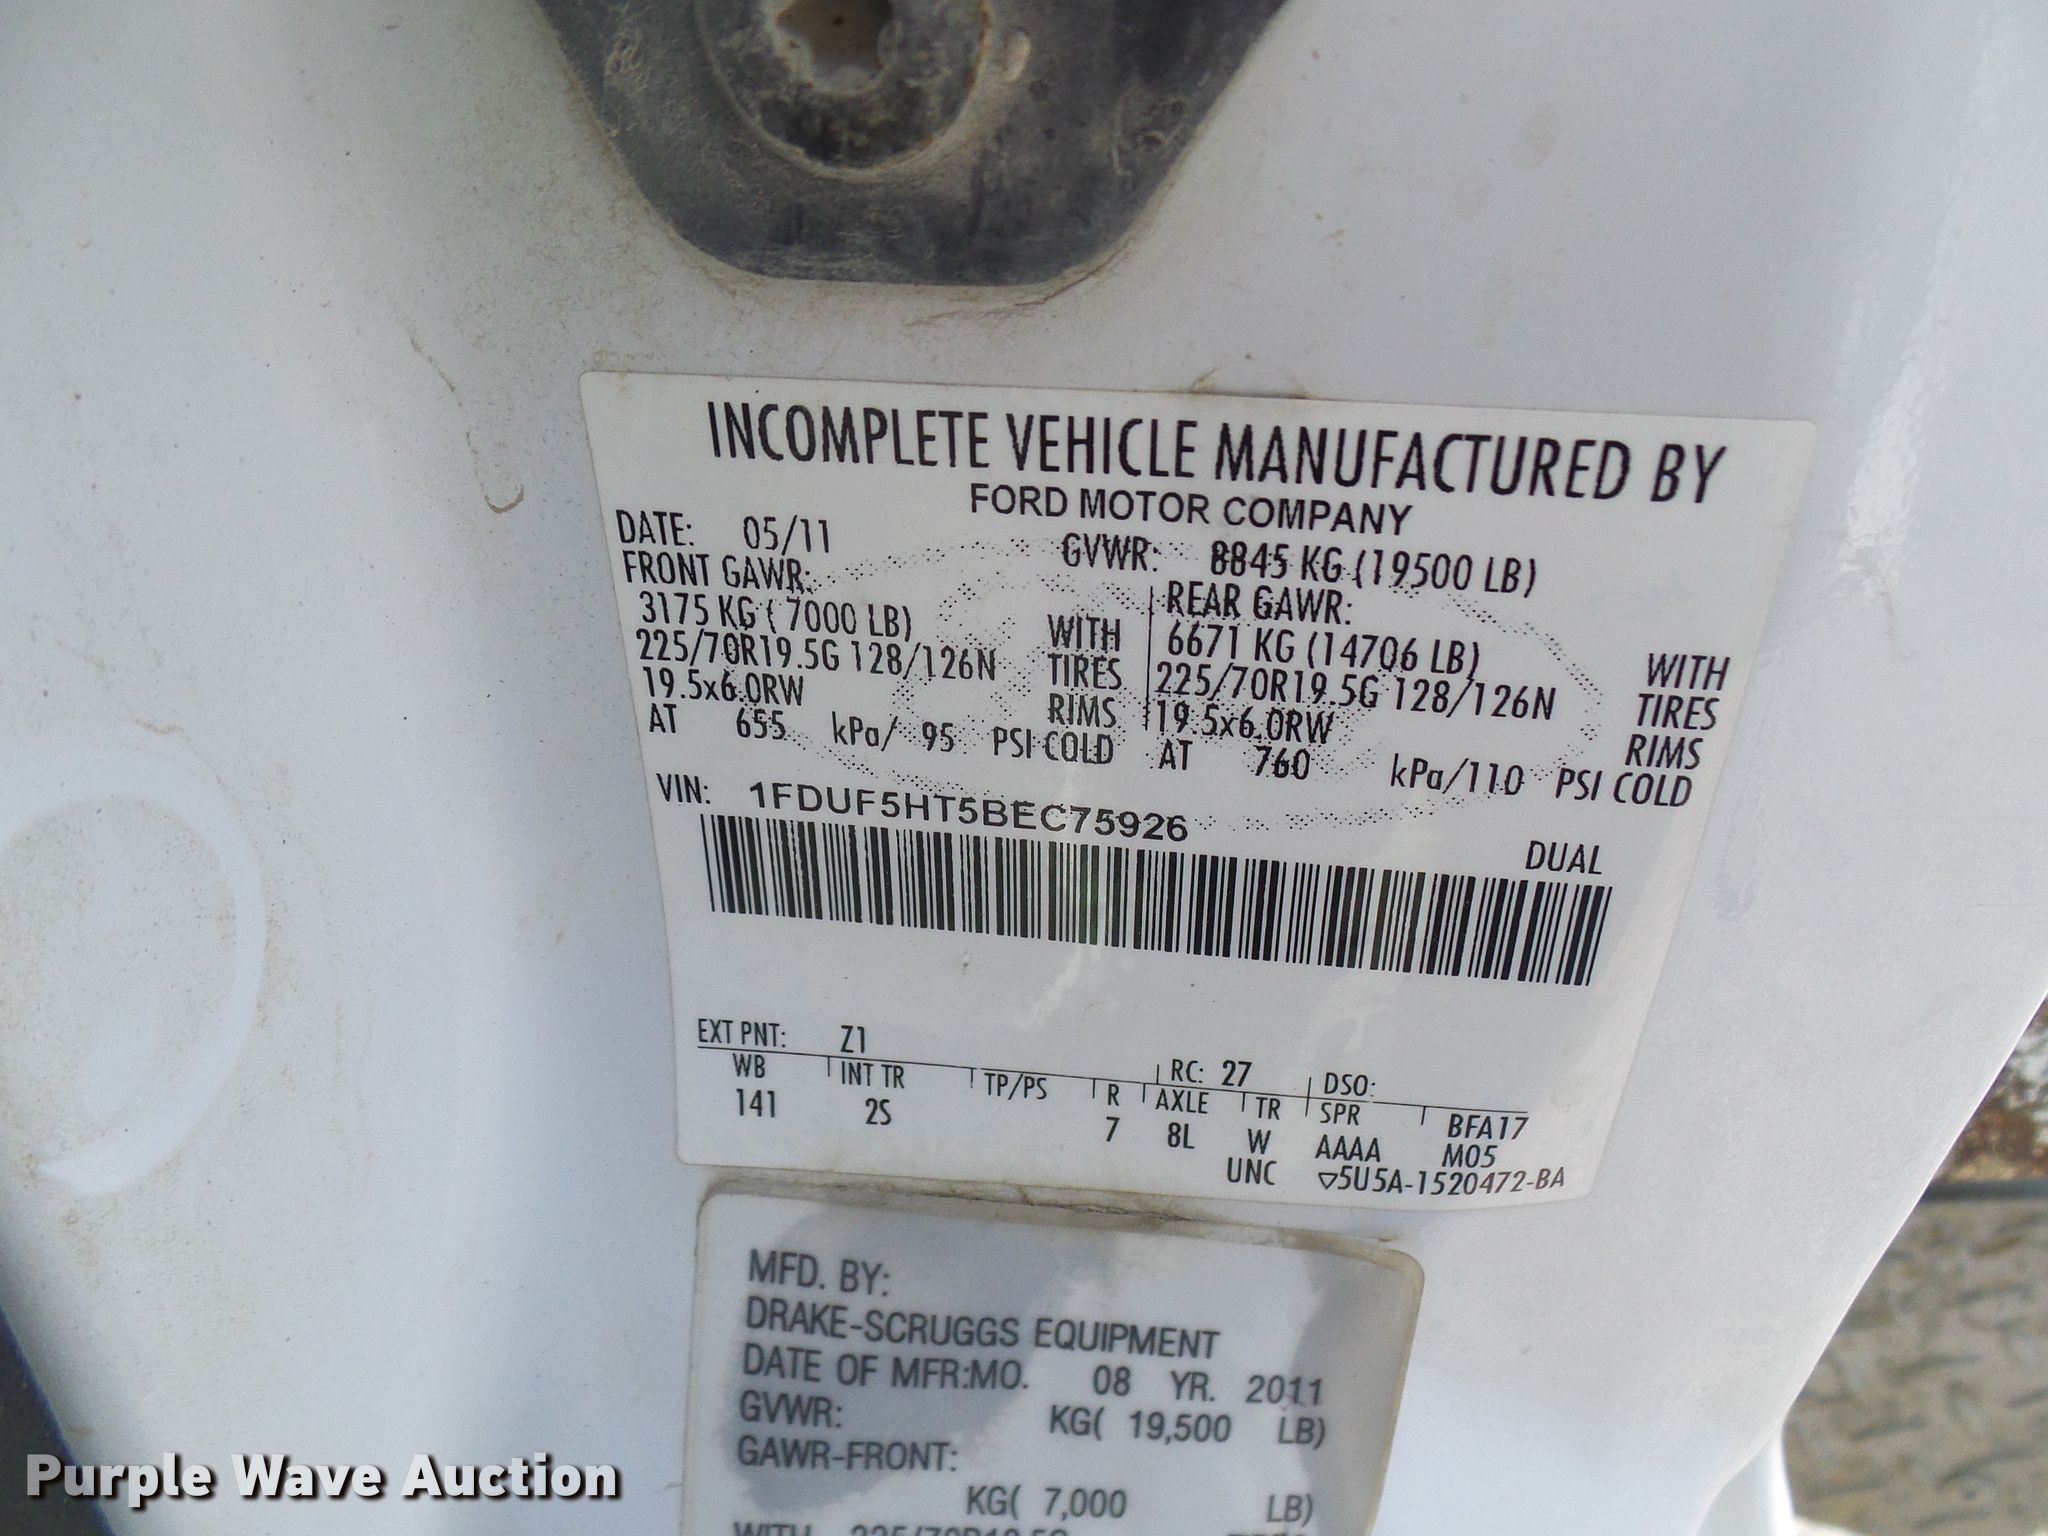 INCOMPLETE VEHICLE MANUFACTURED BY
FORD MOTOR COMPANY
DATE: 05/11 GVWR: 8845 KG (19500 LB)
FRONT GAWR: REAR GAWR:
3175 KG ( 7000 LB) WITH 6671 KG (14706 LB) WITH
225/70R19.5G 128/126N TIRES 225/70R19.5G 128/126N TIRES
19.5x6.0RW RIMS 19.5x6.0RW RIMS
AT 655 kPa/ 95 PSI COLD AT 760 kPa/110 PSI COLD
VIN: 1FDUF5HT5BEC75926
DUAL
EXT PNT: Z1 RC: 27 DSO:
WB INT TR TP/PS R AXLE TR SPR BFA17
141 2S 7 8L W AAAA M05
UNC ▽5U5A-1520472-BA
MFD. BY:
DRAKE-SCRUGGS EQUIPMENT
DATE OF MFR:MO. 08 YR. 2011
GVWR: KG( 19,500 LB)
GAWR-FRONT:
KG( 7,000 LB)
WITH 225/70R19.5G TIRES
Purple Wave Auction